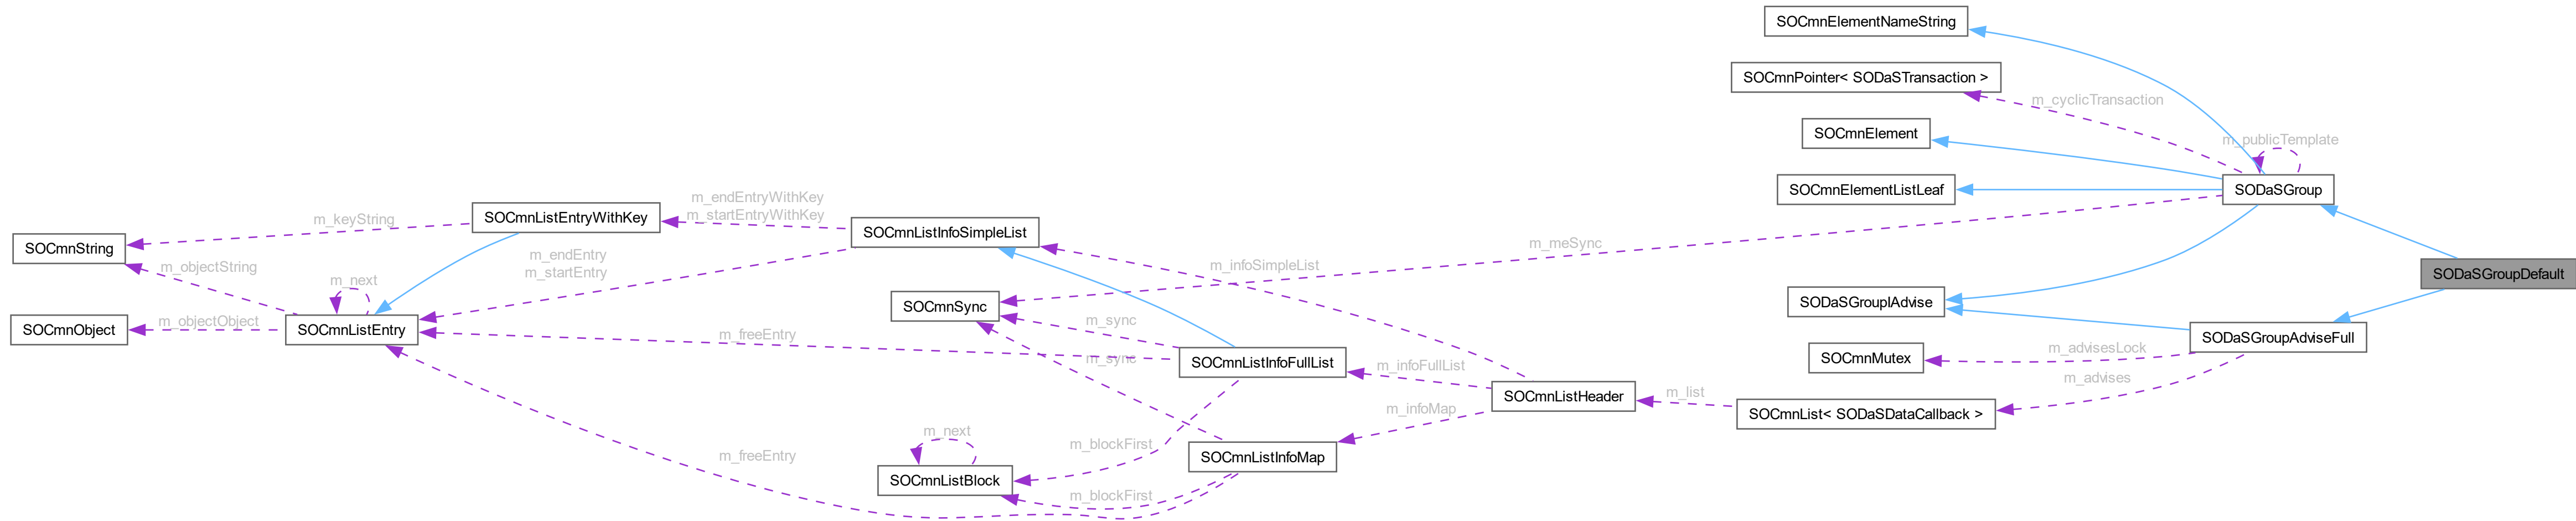 SOCmnElementNameString
SOCmnPointer< SODaSTransaction >
m_cyclicTransaction
SOCmnElement
m_publicTemplate
SOCmnElementListLeaf
SODaSGroup
m_endEntryWithKey
m_startEntryWithKey
m_keyString
SOCmnListEntryWithKey
SOCmnListInfoSimpleList
SOCmnString
m_objectString
m_endEntry
m_startEntry
m_meSync
m_infoSimpleList
SODaSGroupDefault
m_next
SOCmnSync
SODaSGroupIAdvise
SOCmnObject
m_objectObject
SOCmnListEntry
m_freeEntry
m_sync
SODaSGroupAdviseFull
m_advisesLock
SOCmnMutex
m_sync
SOCmnListInfoFullList
m_infoFullList
m_advises
SOCmnListHeader
m_list
SOCmnList< SODaSDataCallback >
m_infoMap
m_next
m_blockFirst
m_freeEntry
SOCmnListInfoMap
SOCmnListBlock
m_blockFirst